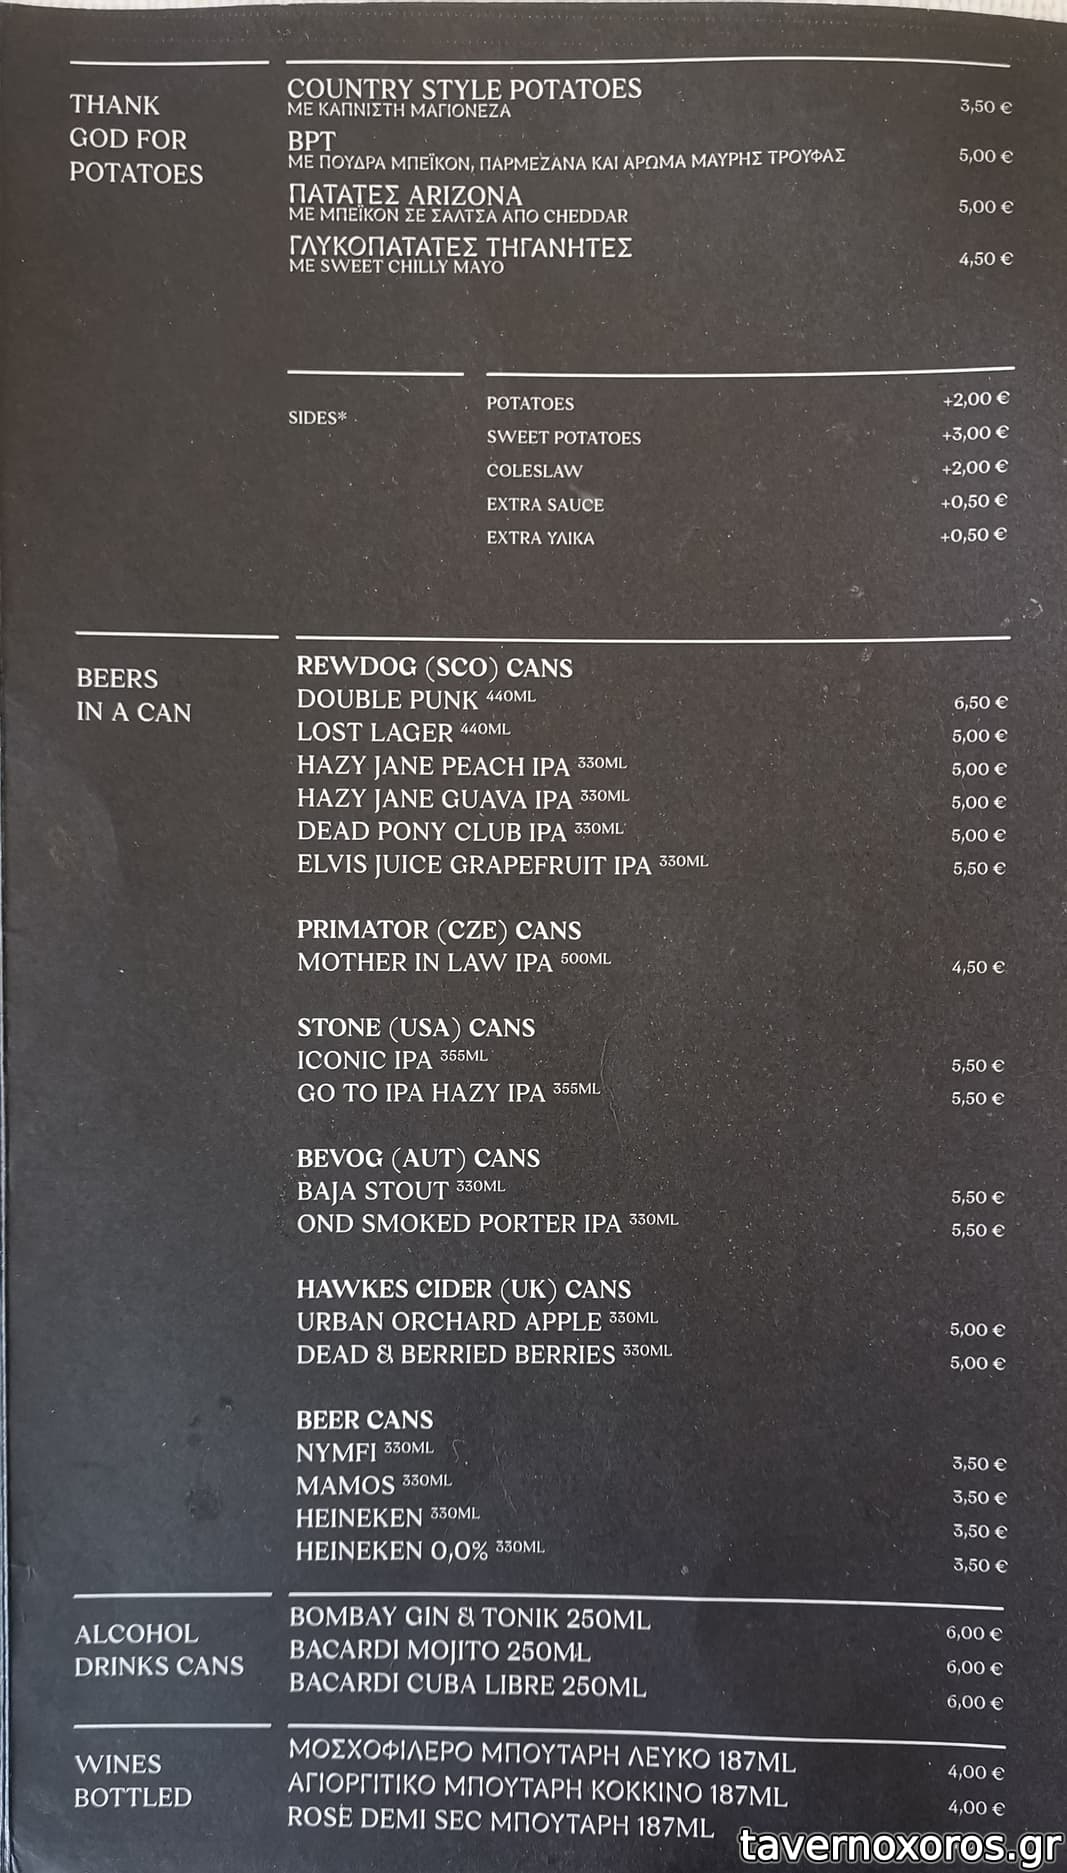 THANK
GOD FOR
POTATOES
COUNTRY STYLE POTATOES 3,50 €
ΜΕ ΚΑΠΝΙΣΤΗ ΜΑΓΙΟΝΕΖΑ
BPT 5,00 €
ΜΕ ΠΟΥΔΡΑ ΜΠΕΪΚΟΝ, ΠΑΡΜΕΖΑΝΑ ΚΑΙ ΑΡΩΜΑ ΜΑΥΡΗΣ ΤΡΟΥΦΑΣ
ΠΑΤΑΤΕΣ ARIZONA 5,00 €
ΜΕ ΜΠΕΪΚΟΝ ΣΕ ΣΑΛΤΣΑ ΑΠΟ CHEDDAR
ΓΛΥΚΟΠΑΤΑΤΕΣ ΤΗΓΑΝΗΤΕΣ 4,50 €
ΜΕ SWEET CHILLY MAYO
SIDES*
POTATOES +2,00 €
SWEET POTATOES +3,00 €
COLESLAW +2,00 €
EXTRA SAUCE +0,50 €
EXTRA ΥΛΙΚΑ +0,50 €
BEERS
IN A CAN
REWDOG (SCO) CANS
DOUBLE PUNK 440ML 6,50 €
LOST LAGER 440ML 5,00 €
HAZY JANE PEACH IPA 330ML 5,00 €
HAZY JANE GUAVA IPA 330ML 5,00 €
DEAD PONY CLUB IPA 330ML 5,00 €
ELVIS JUICE GRAPEFRUIT IPA 330ML 5,50 €
PRIMATOR (CZE) CANS
MOTHER IN LAW IPA 500ML 4,50 €
STONE (USA) CANS
ICONIC IPA 355ML 5,50 €
GO TO IPA HAZY IPA 355ML 5,50 €
BEVOG (AUT) CANS
BAJA STOUT 330ML 5,50 €
OND SMOKED PORTER IPA 330ML 5,50 €
HAWKES CIDER (UK) CANS
URBAN ORCHARD APPLE 330ML 5,00 €
DEAD & BERRIED BERRIES 330ML 5,00 €
BEER CANS
NYMFI 330ML 3,50 €
MAMOS 330ML 3,50 €
HEINEKEN 330ML 3,50 €
HEINEKEN 0,0% 330ML 3,50 €
ALCOHOL
DRINKS CANS
BOMBAY GIN & TONIK 250ML 6,00 €
BACARDI MOJITO 250ML 6,00 €
BACARDI CUBA LIBRE 250ML 6,00 €
WINES
BOTTLED
ΜΟΣΧΟΦΙΛΕΡΟ ΜΠΟΥΤΑΡΗ ΛΕΥΚΟ 187ML 4,00 €
ΑΓΙΟΡΓΙΤΙΚΟ ΜΠΟΥΤΑΡΗ ΚΟΚΚΙΝΟ 187ML 4,00 €
ROSE DEMI SEC ΜΠΟΥΤΑΡΗ 187ML
tavernoxoros.gr